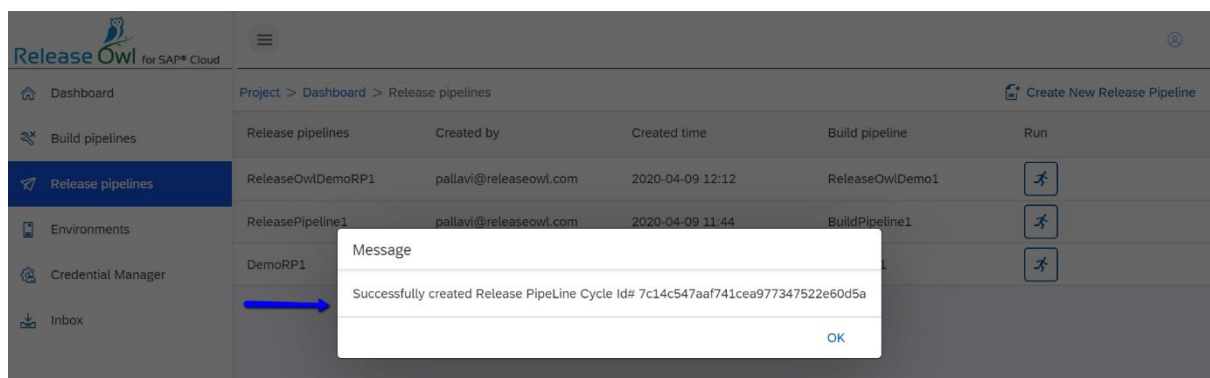 Release Owl for SAP® Cloud
Dashboard
Build pipelines
Release pipelines
Environments
Credential Manager
Inbox
Project > Dashboard > Release pipelines
Create New Release Pipeline
Release pipelines Created by Created time Build pipeline Run
ReleaseOwlDemoRP1 pallavi@releaseowl.com 2020-04-09 12:12 ReleaseOwlDemo1
ReleasePipeline1 pallavi@releaseowl.com 2020-04-09 11:44 BuildPipeline1
DemoRP1
Message
Successfully created Release PipeLine Cycle Id# 7c14c547aaf741cea977347522e60d5a
OK